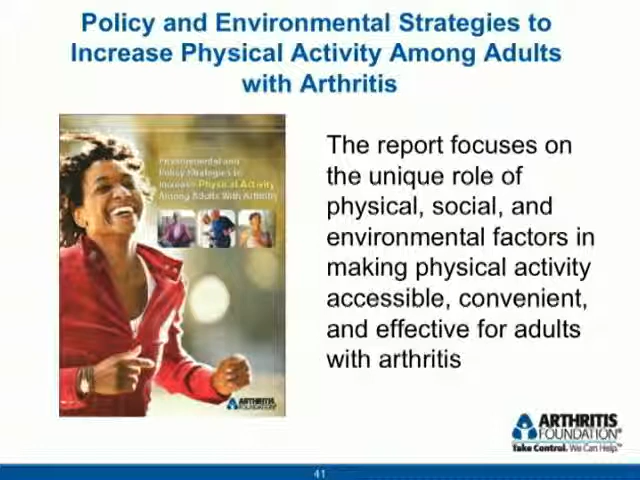 Policy and Environmental Strategies to
Increase Physical Activity Among Adults
with Arthritis
Environmental and
Policy Strategies to
Increase Physical Activity
Among Adults With Arthritis
ARTHRITIS
FOUNDATION®
The report focuses on
the unique role of
physical, social, and
environmental factors in
making physical activity
accessible, convenient,
and effective for adults
with arthritis
ARTHRITIS
FOUNDATION®
Take Control. We Can Help.™
41